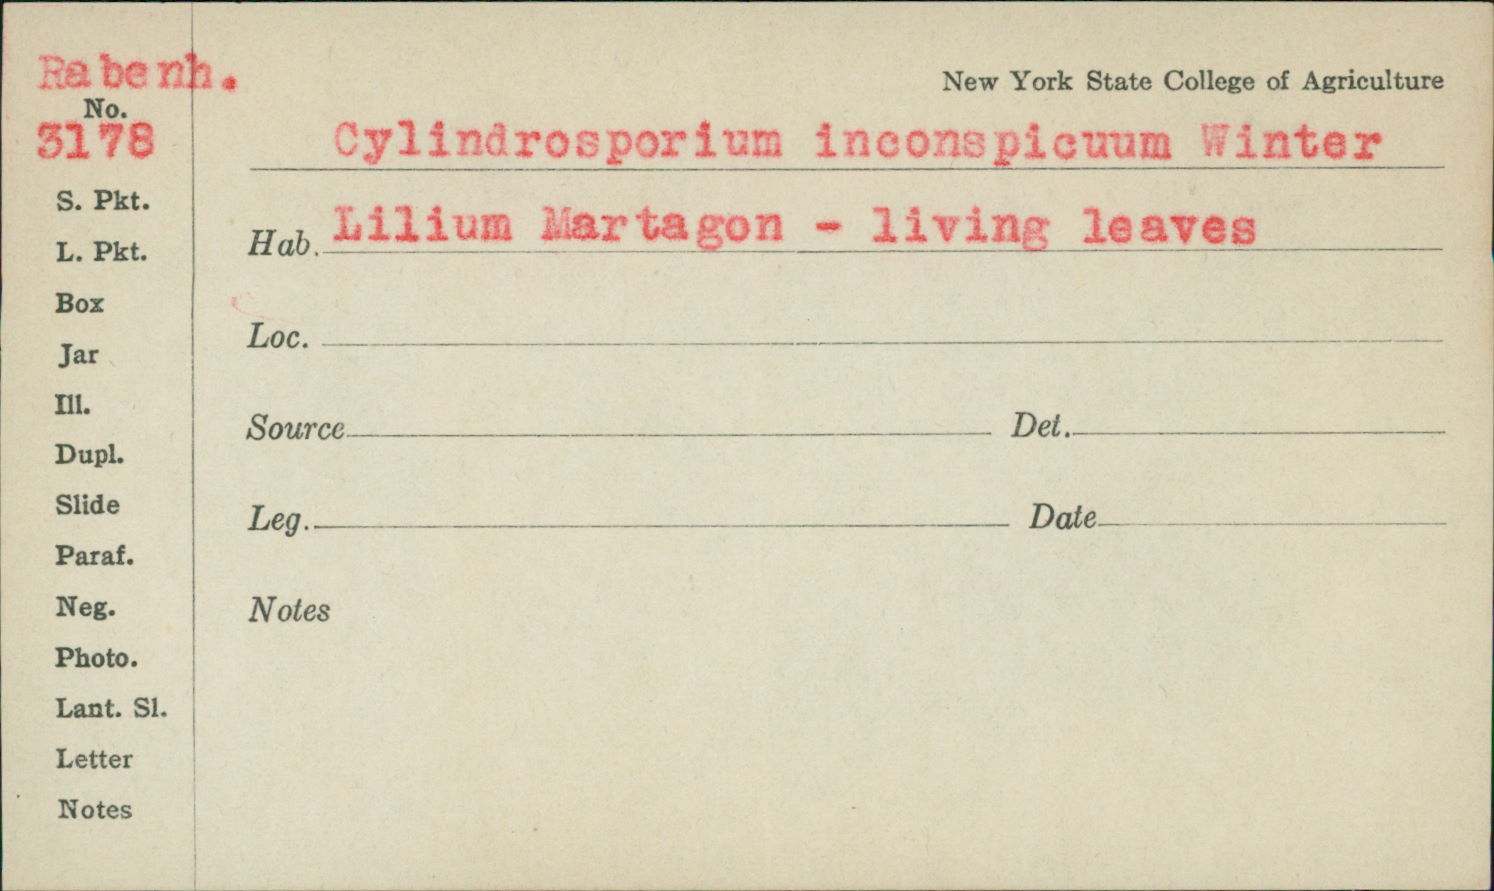 Rabenh.
New York State College of Agriculture
No.
3178
Cylindrosporium inconspicuum Winter
Hab. Lilium Martagon - living leaves
Loc.
Source Det.
Leg. Date
Notes
S. Pkt.
L. Pkt.
Box
Jar
Ill.
Dupl.
Slide
Paraf.
Neg.
Photo.
Lant. Sl.
Letter
Notes